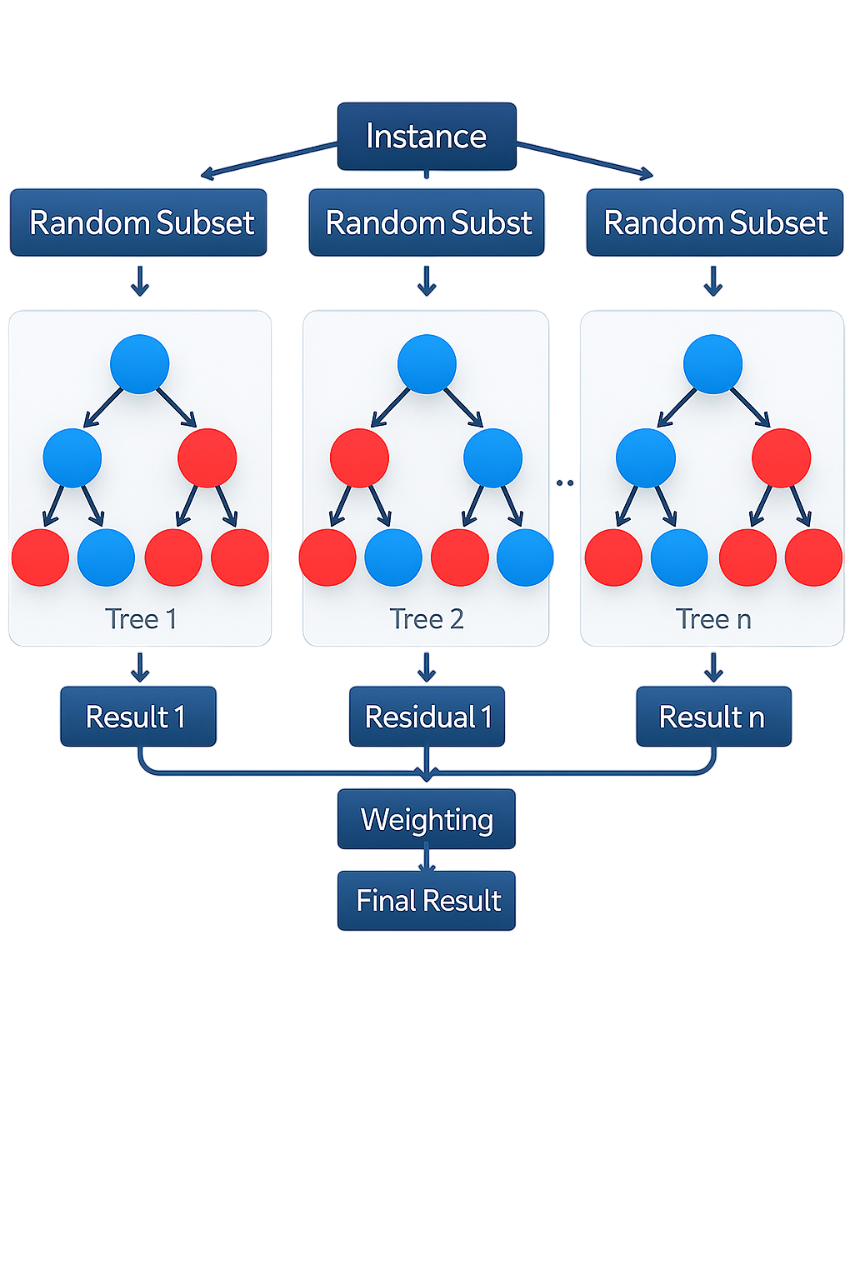 Instance
Random Subset
Random Subst
Random Subset
..
Tree 1
Tree 2
Tree n
Result 1
Residual 1
Result n
Weighting
Final Result